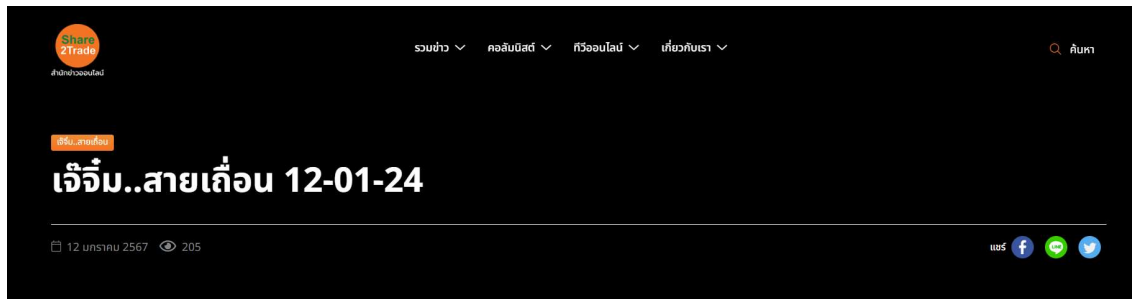 Share
2Trade
สำนักข่าวออนไลน์
รวมข่าว คอลัมนิสต์ ทีวีออนไลน์ เกี่ยวกับเรา ค้นหา
เจ๊จิ๋ม..สายเถื่อน
เจ๊จิ๋ม..สายเถื่อน 12-01-24
12 มกราคม 2567 205
แชร์
LINE